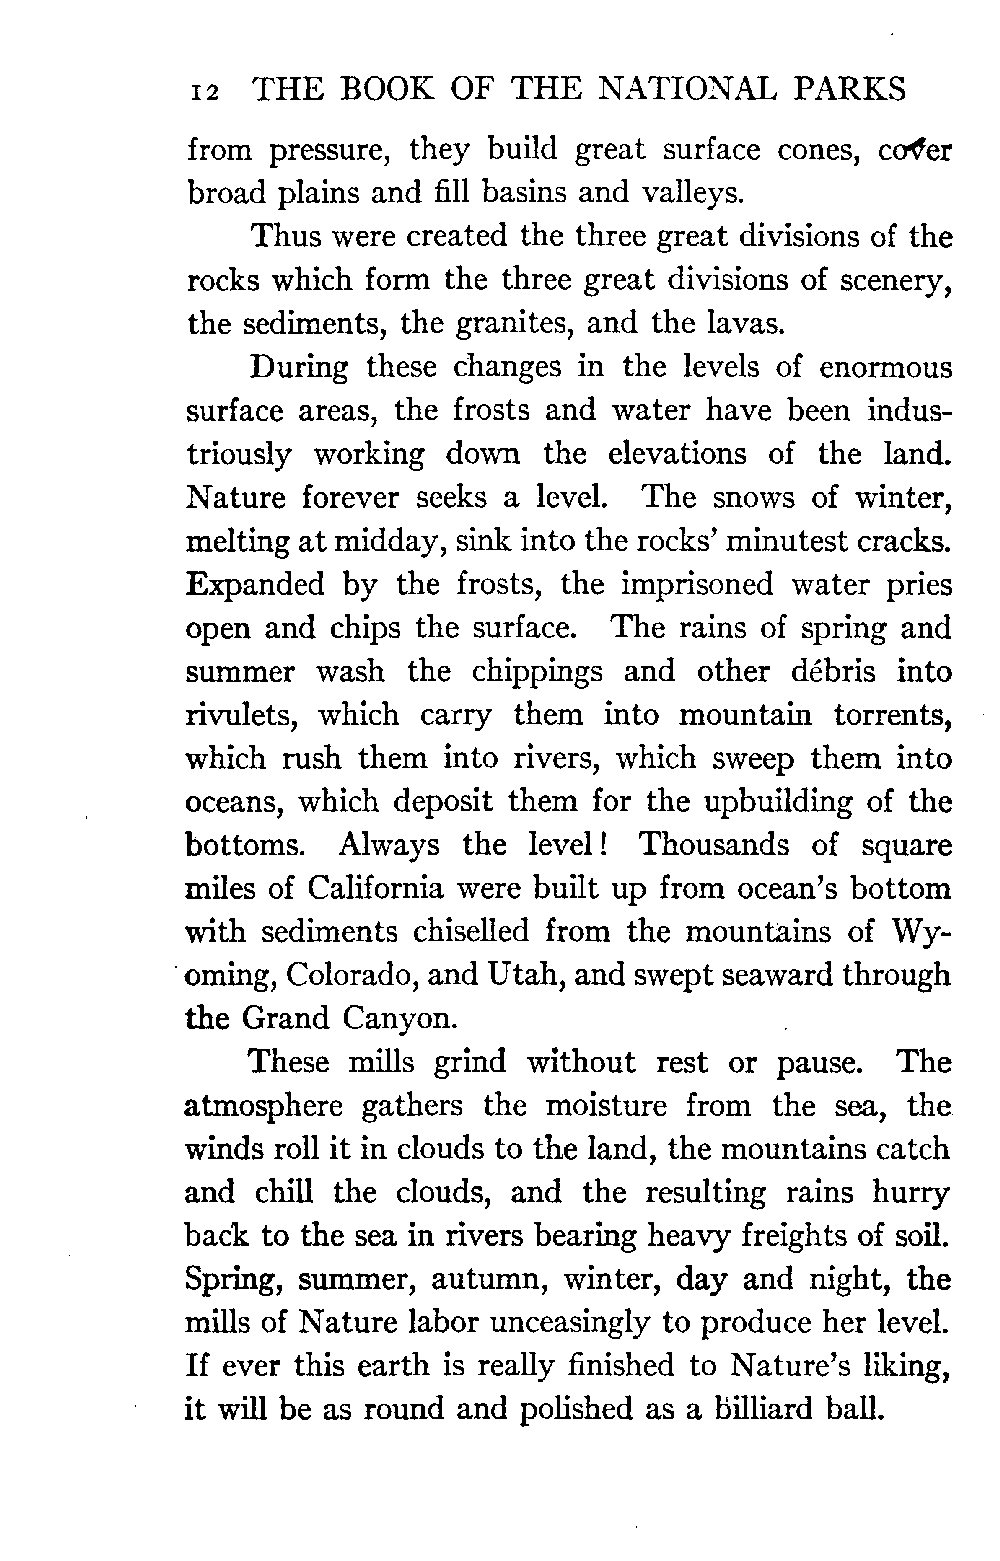 12 THE BOOK OF THE NATIONAL PARKS
from pressure, they build great surface cones, cover
broad plains and fill basins and valleys.
Thus were created the three great divisions of the
rocks which form the three great divisions of scenery,
the sediments, the granites, and the lavas.
During these changes in the levels of enormous
surface areas, the frosts and water have been indus-
triously working down the elevations of the land.
Nature forever seeks a level. The snows of winter,
melting at midday, sink into the rocks’ minutest cracks.
Expanded by the frosts, the imprisoned water pries
open and chips the surface. The rains of spring and
summer wash the chippings and other débris into
rivulets, which carry them into mountain torrents,
which rush them into rivers, which sweep them into
oceans, which deposit them for the upbuilding of the
bottoms. Always the level! Thousands of square
miles of California were built up from ocean’s bottom
with sediments chiselled from the mountains of Wy-
oming, Colorado, and Utah, and swept seaward through
the Grand Canyon.
These mills grind without rest or pause. The
atmosphere gathers the moisture from the sea, the
winds roll it in clouds to the land, the mountains catch
and chill the clouds, and the resulting rains hurry
back to the sea in rivers bearing heavy freights of soil.
Spring, summer, autumn, winter, day and night, the
mills of Nature labor unceasingly to produce her level.
If ever this earth is really finished to Nature’s liking,
it will be as round and polished as a billiard ball.